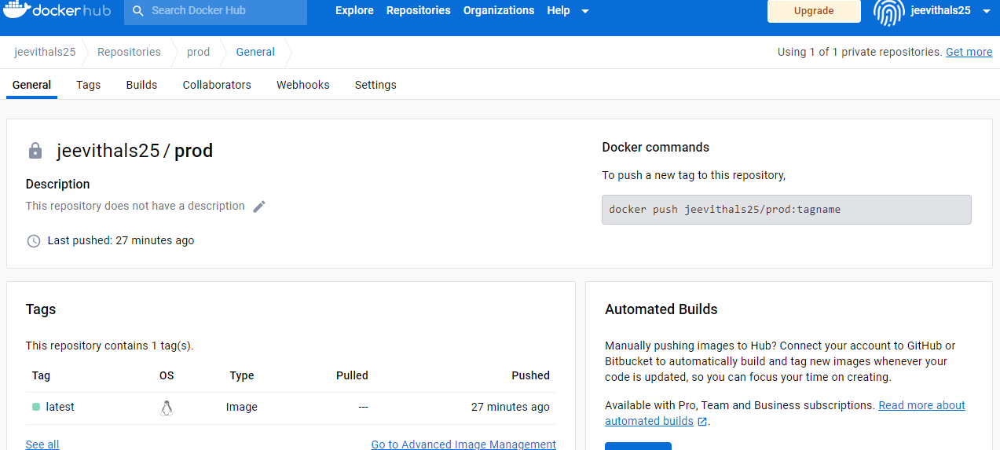 dockerhub Search Docker Hub Explore Repositories Organizations Help Upgrade jeevithals25
jeevithals25 Repositories prod General Using 1 of 1 private repositories. Get more
General Tags Builds Collaborators Webhooks Settings
jeevithals25 / prod
Description
This repository does not have a description
Last pushed: 27 minutes ago
Docker commands
To push a new tag to this repository,
docker push jeevithals25/prod:tagname
Tags
This repository contains 1 tag(s).
Tag OS Type Pulled Pushed
latest Image --- 27 minutes ago
See all Go to Advanced Image Management
Automated Builds
Manually pushing images to Hub? Connect your account to GitHub or
Bitbucket to automatically build and tag new images whenever your
code is updated, so you can focus your time on creating.
Available with Pro, Team and Business subscriptions. Read more about
automated builds .